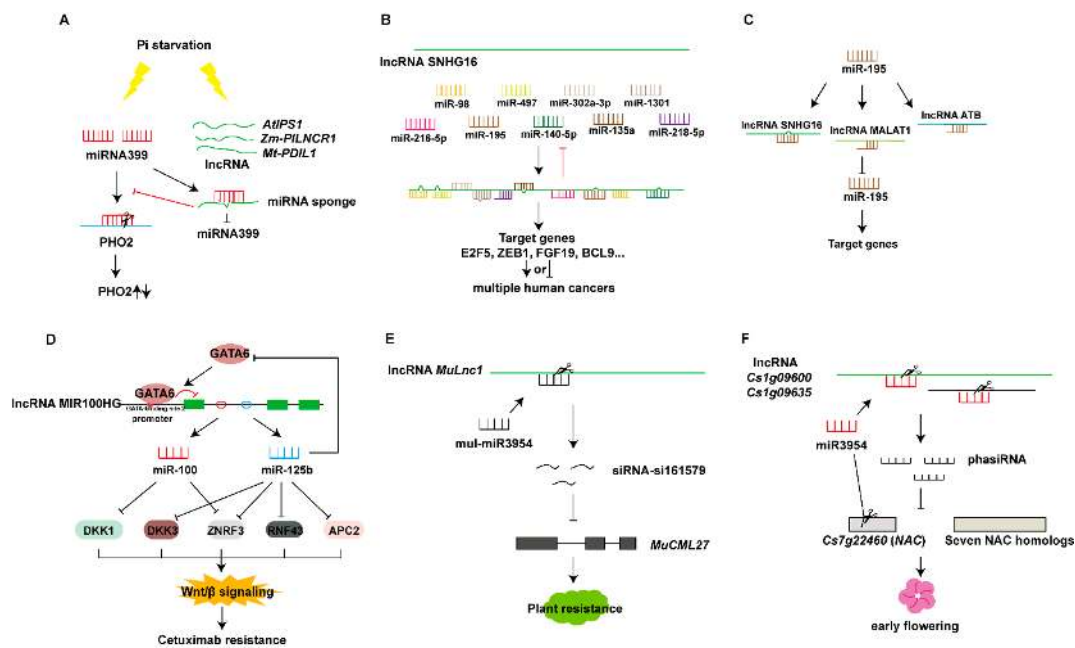 A
Pi starvation
AtIPS1
Zm-PILNCR1
Mt-PDIL1
lncRNA
miRNA399
miRNA sponge
miRNA399
PHO2
PHO2
B
lncRNA SNHG16
miR-98
miR-497
miR-302a-3p
miR-1301
miR-216-5p
miR-195
miR-140-5p
miR-135a
miR-218-5p
Target genes
E2F5, ZEB1, FGF19, BCL9...
or
multiple human cancers
C
miR-195
lncRNA SNHG16
lncRNA MALAT1
lncRNA ATB
miR-195
Target genes
D
GATA6
GATA6
lncRNA MIR100HG
promoter
miR-100
miR-125b
DKK1
DKK3
ZNRF3
RNF43
APC2
Wnt/β signaling
Cetuximab resistance
E
lncRNA MuLnc1
mul-miR3954
siRNA-si161579
MuCML27
Plant resistance
F
lncRNA
Cs1g09600
Cs1g09635
miR3954
phasiRNA
Cs7g22460 (NAC)
Seven NAC homologs
early flowering